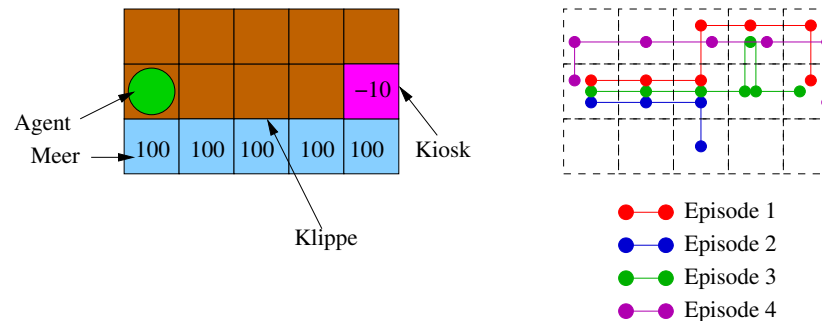 −10
Agent
Meer
100 100 100 100 100
Kiosk
Klippe
Episode 1
Episode 2
Episode 3
Episode 4